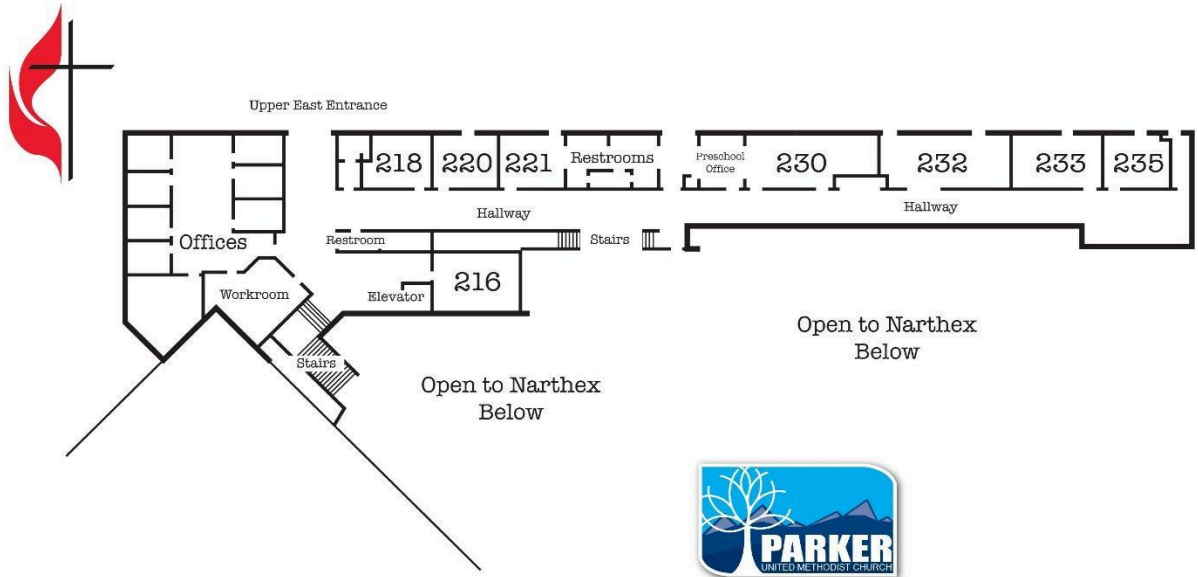 Upper East Entrance
218
220
221
Restrooms
Preschool
Office
230
232
233
235
Hallway
Hallway
Offices
Restroom
Stairs
Workroom
Elevator
216
Stairs
Open to Narthex
Below
Open to Narthex
Below
PARKER
UNITED METHODIST CHURCH